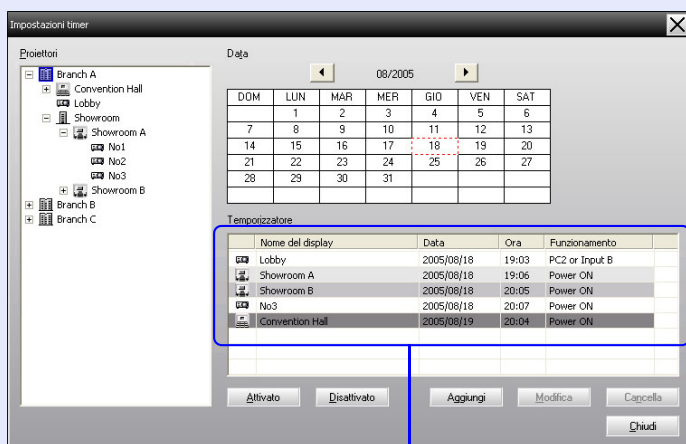 Impostazioni timer
Proiettori
Branch A
Convention Hall
Lobby
Showroom
Showroom A
No1
No2
No3
Showroom B
Branch B
Branch C
Data
08/2005
DOM LUN MAR MER GIO VEN SAT
1 2 3 4 5 6
7 8 9 10 11 12 13
14 15 16 17 18 19 20
21 22 23 24 25 26 27
28 29 30 31
Temporizzatore
Nome del display Data Ora Funzionamento
Lobby 2005/08/18 19:03 PC2 or Input B
Showroom A 2005/08/18 19:06 Power ON
Showroom B 2005/08/18 20:05 Power ON
No3 2005/08/18 20:07 Power ON
Convention Hall 2005/08/19 20:04 Power ON
Attivato Disattivato Aggiungi Modifica Cancella
Chiudi